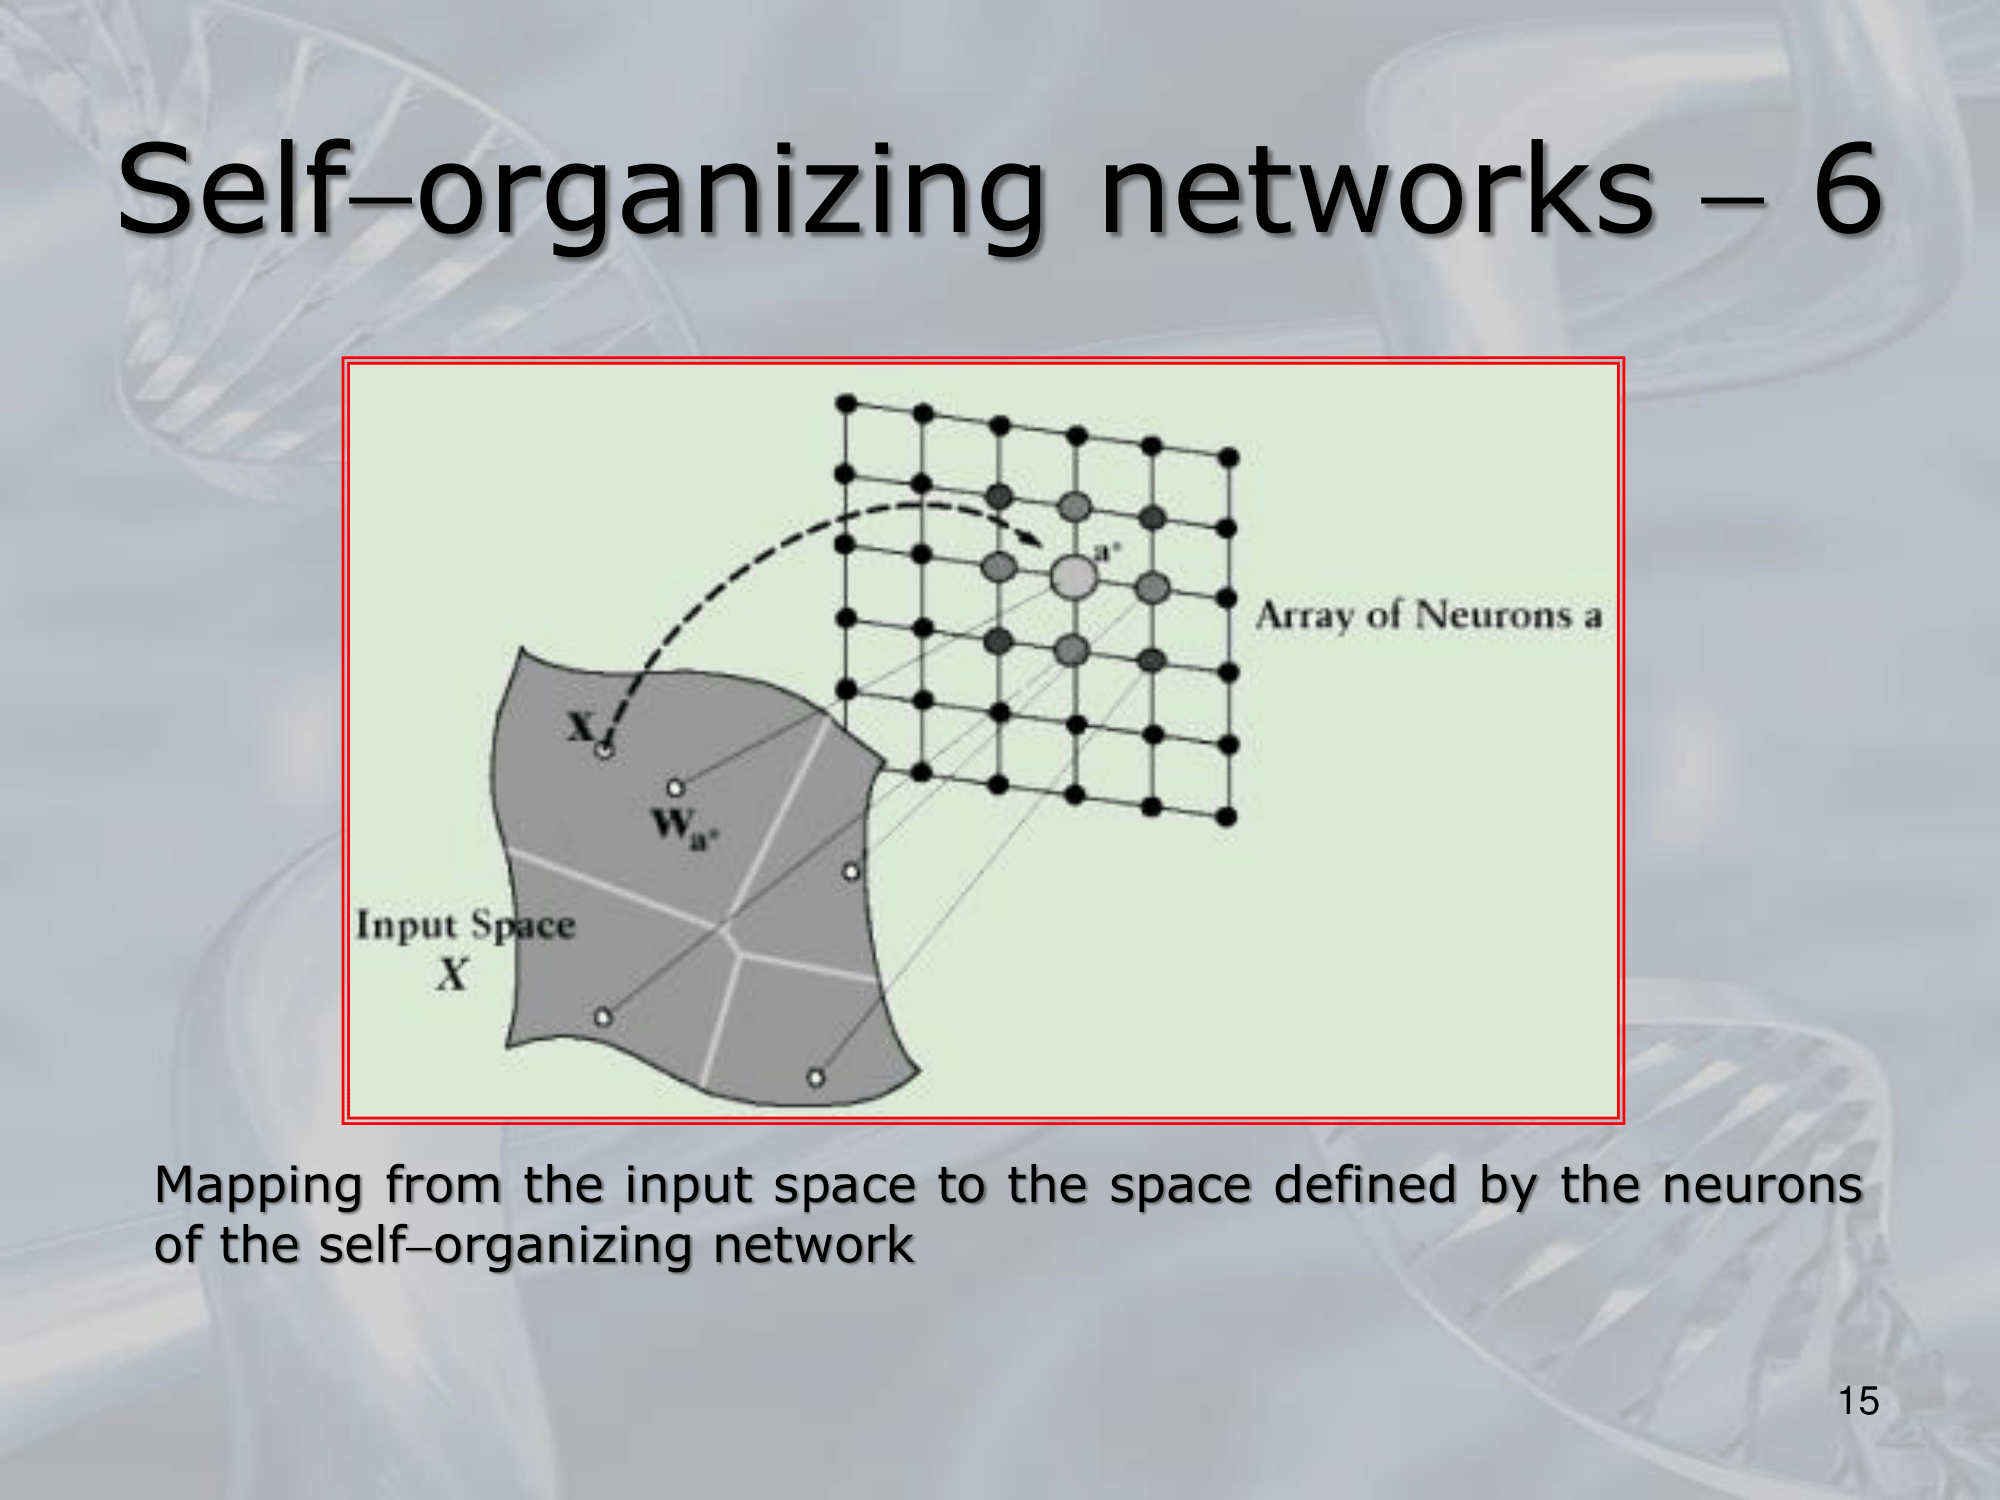 Self–organizing networks – 6
a*
Array of Neurons a
X
Wa*
Input Space
X
Mapping from the input space to the space defined by the neurons
of the self–organizing network
15